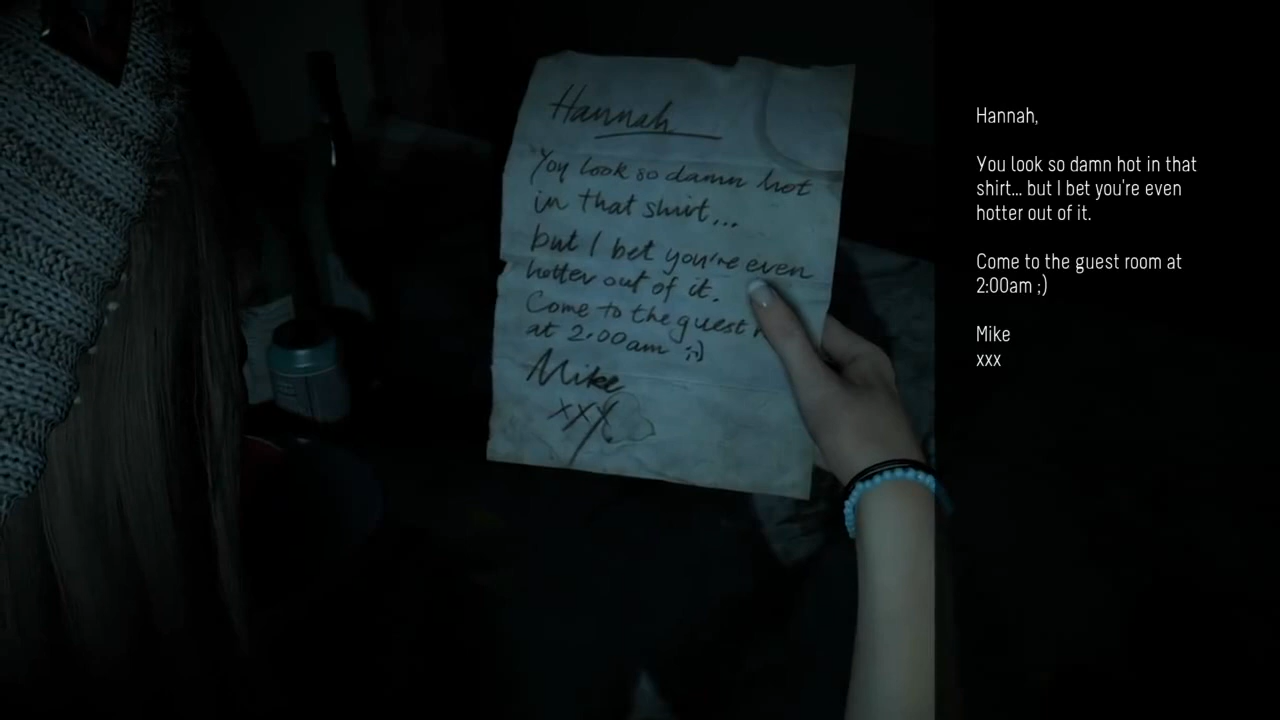 Hannah
You look so damn hot
in that shirt...
but I bet you're even
hotter out of it.
Come to the guest
at 2:00am ;)
Mike
xxx
Hannah,
You look so damn hot in that
shirt... but I bet you're even
hotter out of it.
Come to the guest room at
2:00am ;)
Mike
xxx